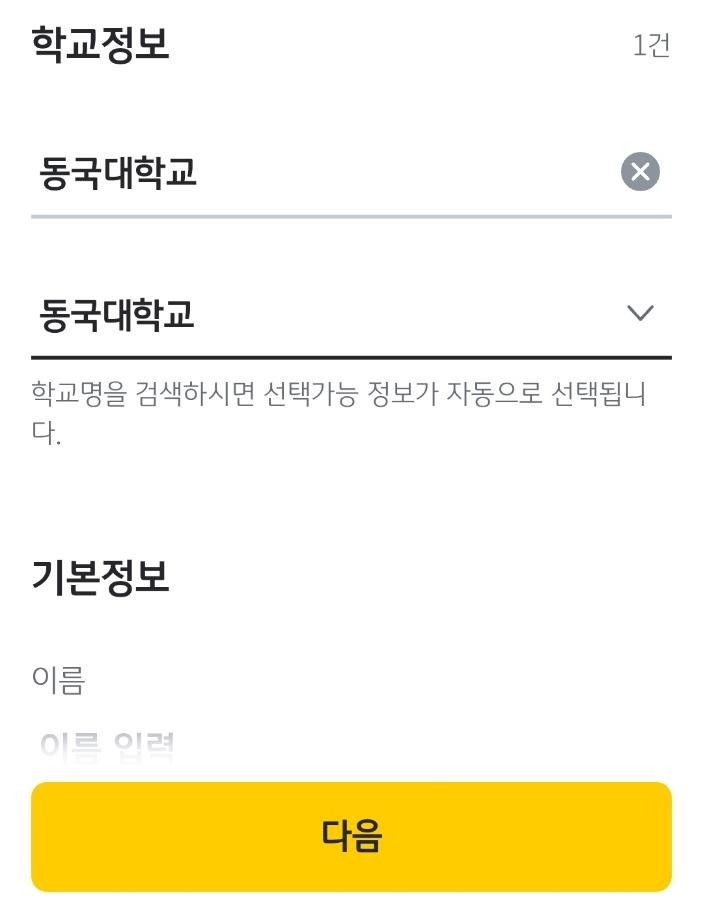 학교정보
1건
동국대학교
동국대학교
학교명을 검색하시면 선택가능 정보가 자동으로 선택됩니
다.
기본정보
이름
이름 입력
다음